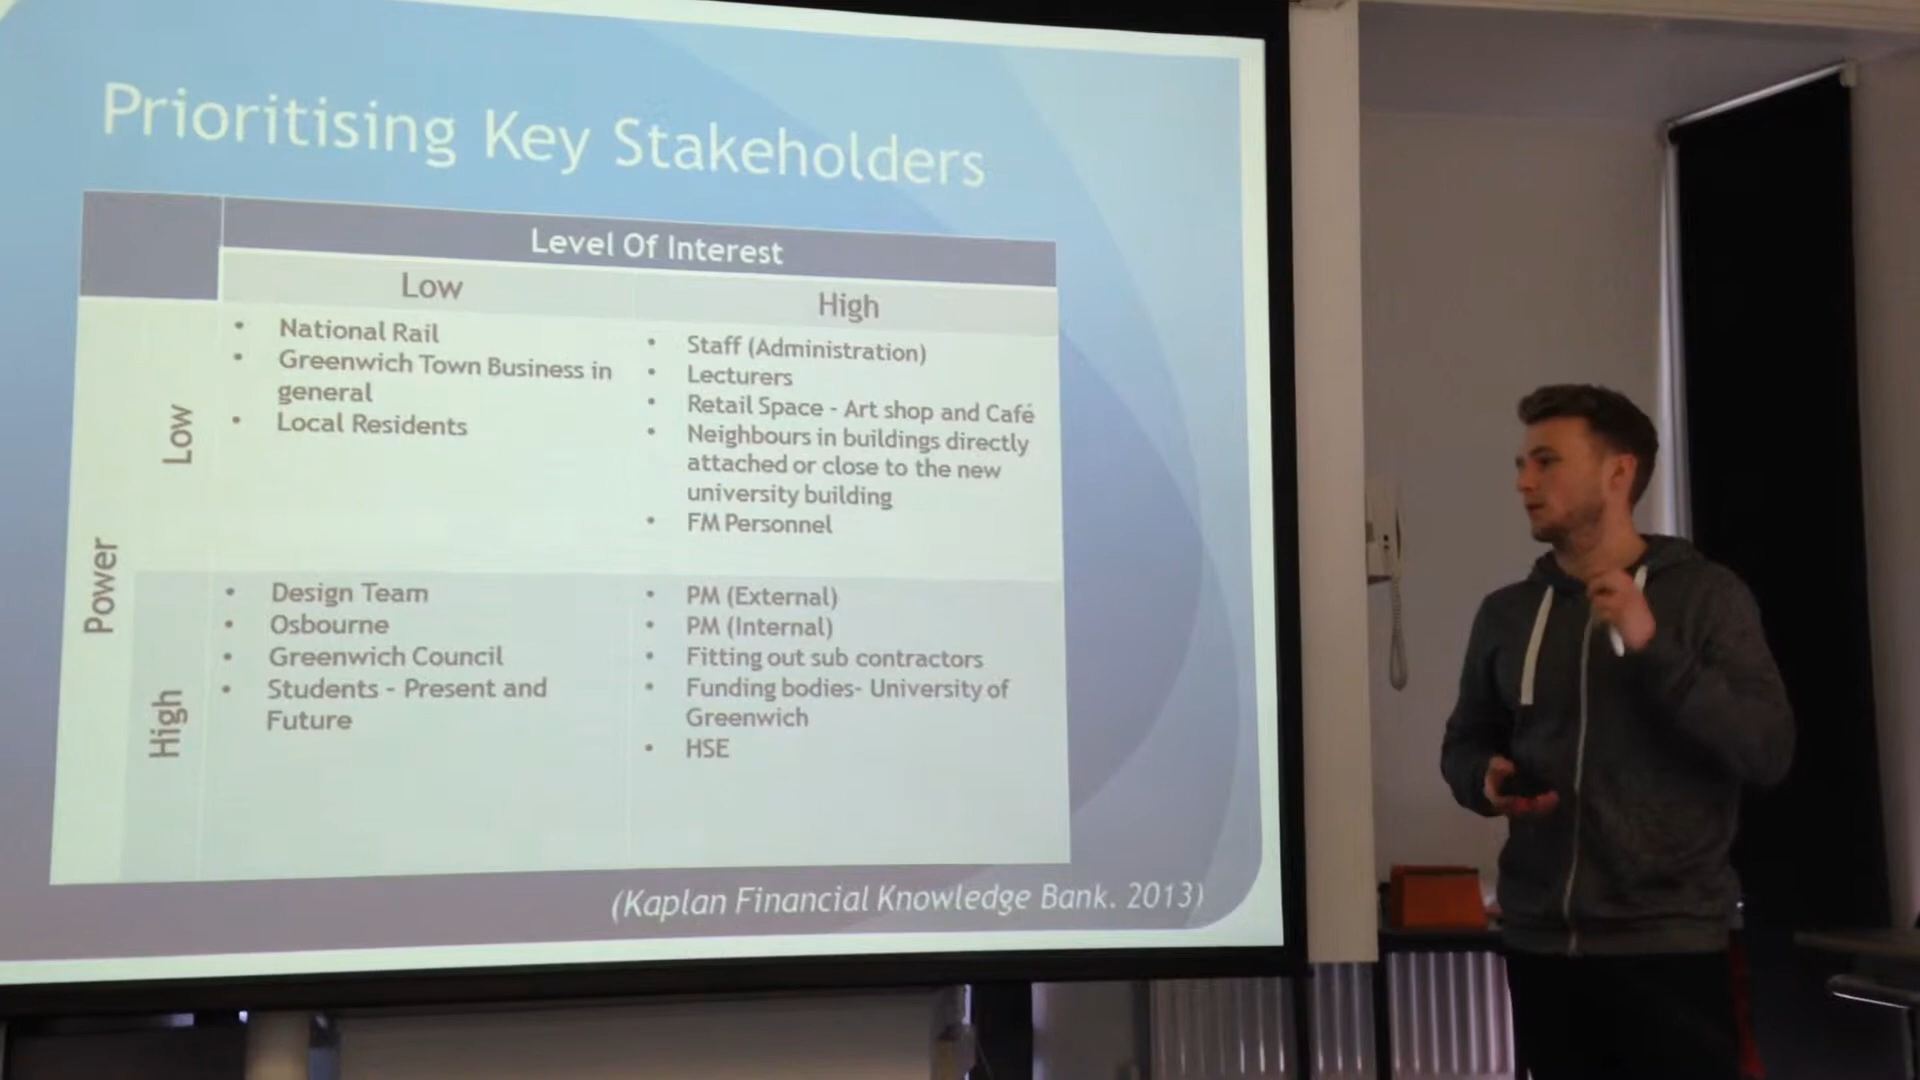 Prioritising Key Stakeholders
Level Of Interest
Low
High
Power
Low
• National Rail
• Greenwich Town Business in
general
• Local Residents
• Staff (Administration)
• Lecturers
• Retail Space - Art shop and Café
• Neighbours in buildings directly
attached or close to the new
university building
• FM Personnel
High
• Design Team
• Osbourne
• Greenwich Council
• Students - Present and
Future
• PM (External)
• PM (Internal)
• Fitting out sub contractors
• Funding bodies- University of
Greenwich
• HSE
(Kaplan Financial Knowledge Bank. 2013)